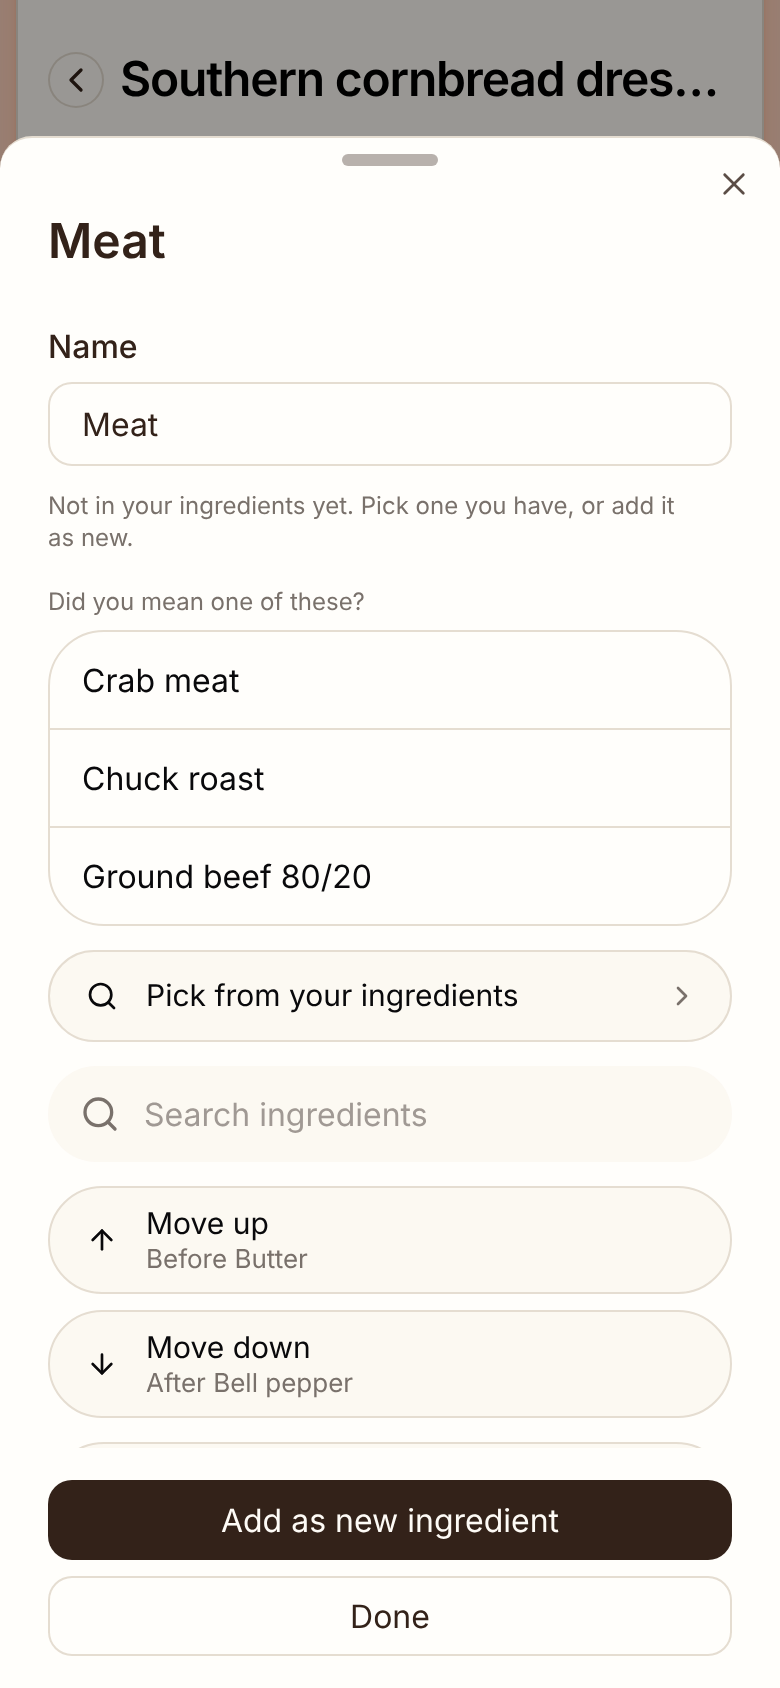 Southern cornbread dres...
Meat
Name
Meat
Not in your ingredients yet. Pick one you have, or add it
as new.
Did you mean one of these?
Crab meat
Chuck roast
Ground beef 80/20
Pick from your ingredients
Search ingredients
Move up
Before Butter
Move down
After Bell pepper
Add as new ingredient
Done